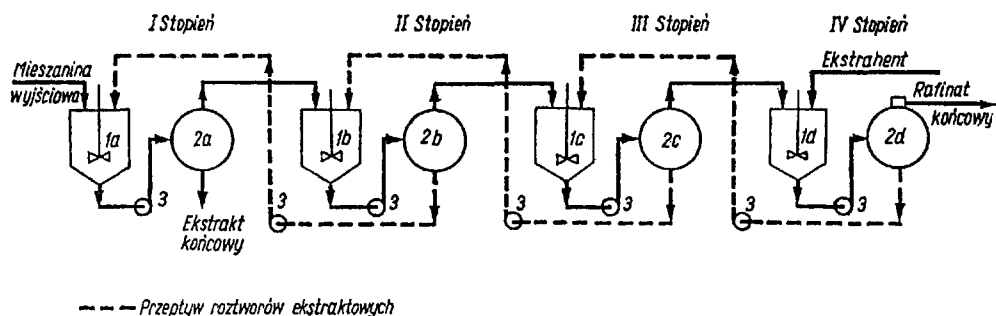 I Stopień
II Stopień
III Stopień
IV Stopień
Mieszanina
wyjściowa
Ekstrahent
Rafinat
końcowy
1a
2a
1b
2b
1c
2c
1d
2d
3
3
3
3
3
3
3
Ekstrakt
końcowy
Przepływ roztworów ekstraktowych